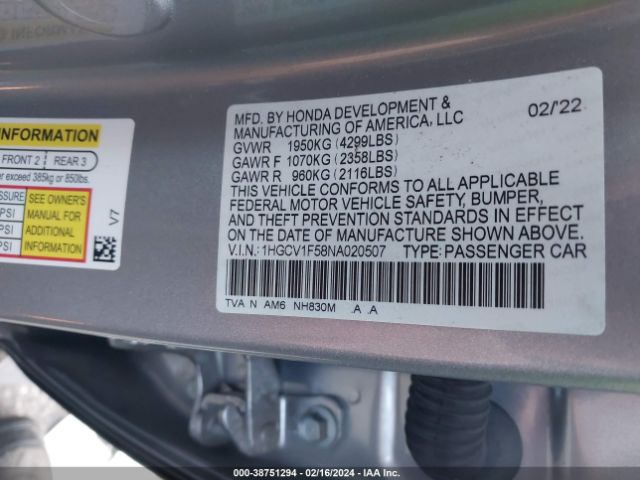 MFD. BY HONDA DEVELOPMENT & 02/'22
MANUFACTURING OF AMERICA, LLC
GVWR 1950KG (4299LBS)
GAWR F 1070KG (2358LBS)
GAWR R 960KG (2116LBS)
THIS VEHICLE CONFORMS TO ALL APPLICABLE
FEDERAL MOTOR VEHICLE SAFETY, BUMPER,
AND THEFT PREVENTION STANDARDS IN EFFECT
ON THE DATE OF MANUFACTURE SHOWN ABOVE.
V.I.N.:1HGCV1F58NA020507 TYPE:PASSENGER CAR
TVA N AM6 NH830M .A .A
INFORMATION
FRONT 2 REAR 3
er exceed 385kg or 850lbs.
SEE OWNER'S
MANUAL FOR
ADDITIONAL
INFORMATION
PSI
PSI
V7
000-38751294 - 02/16/2024 - IAA Inc.